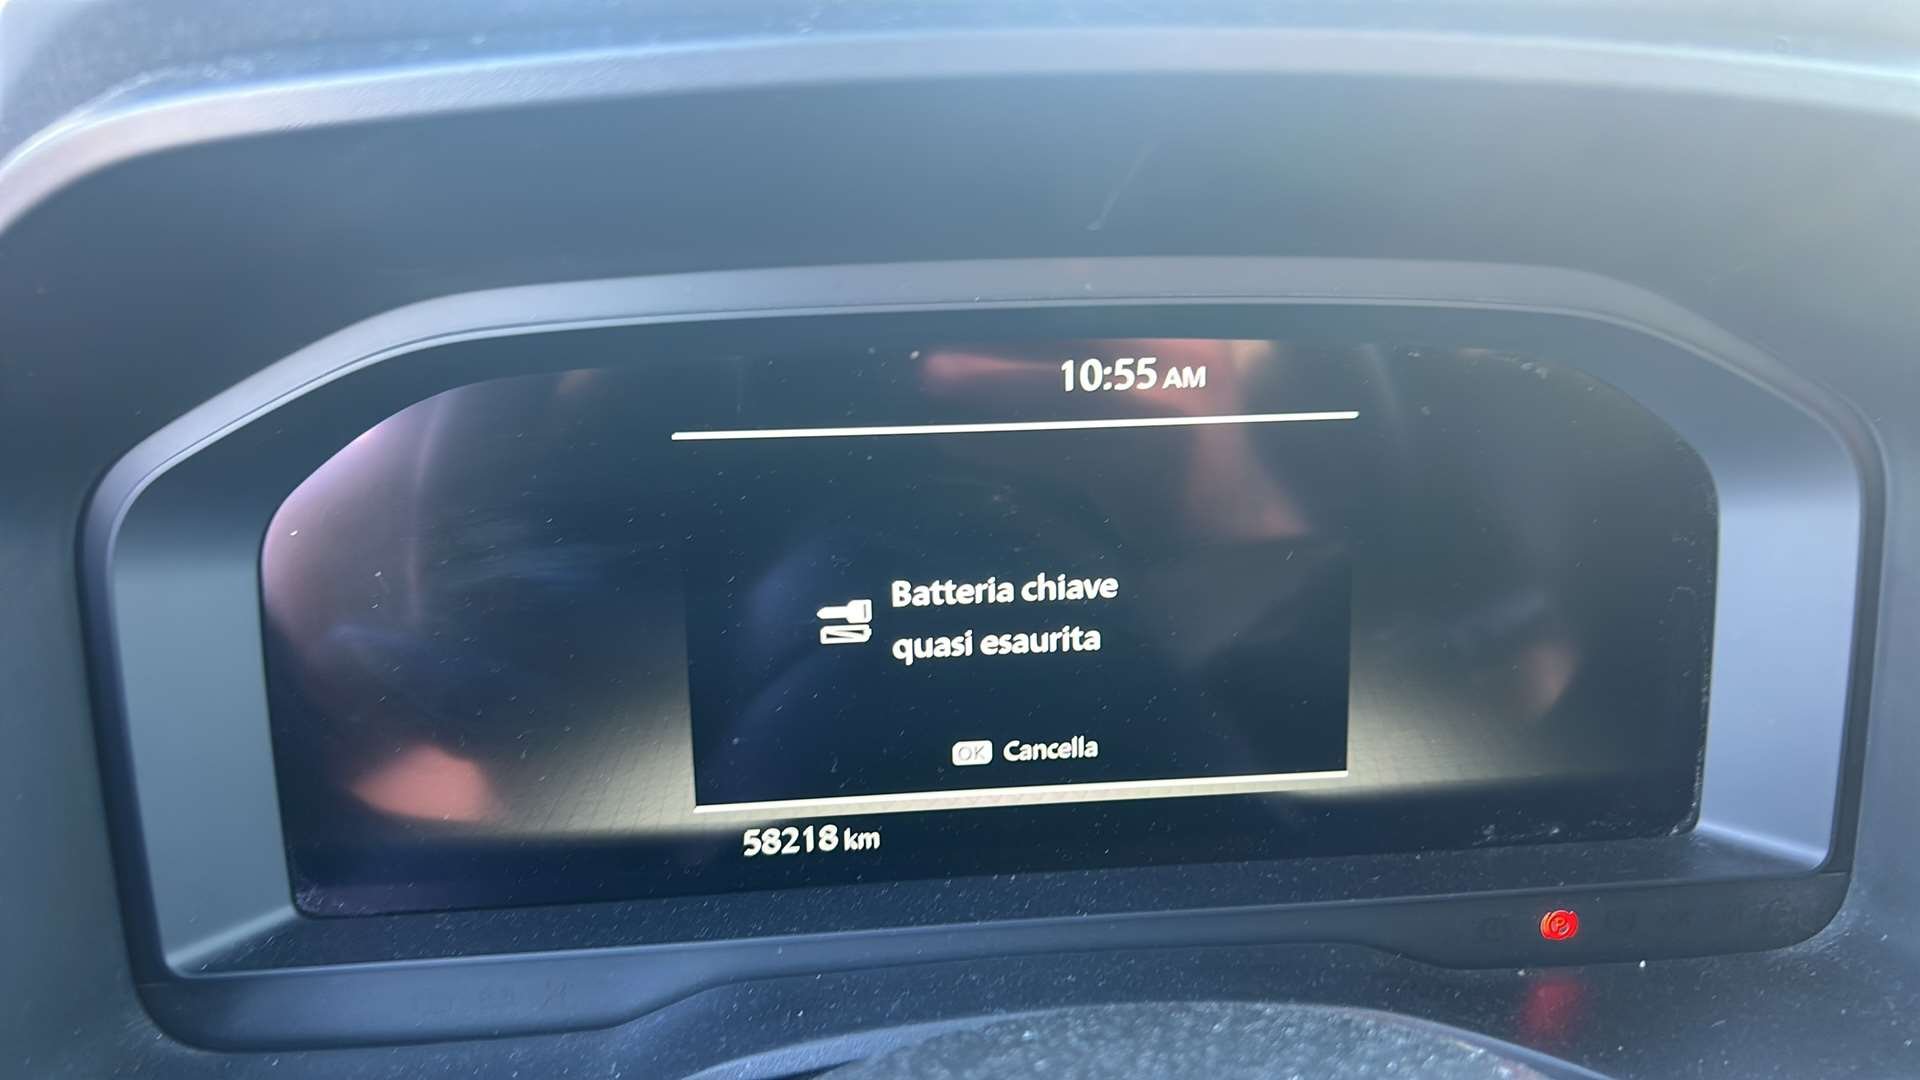 10:55 AM
Batteria chiave
quasi esaurita
OK Cancella
58218 km
P